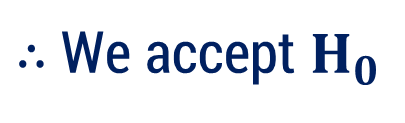 ∴ We accept H₀